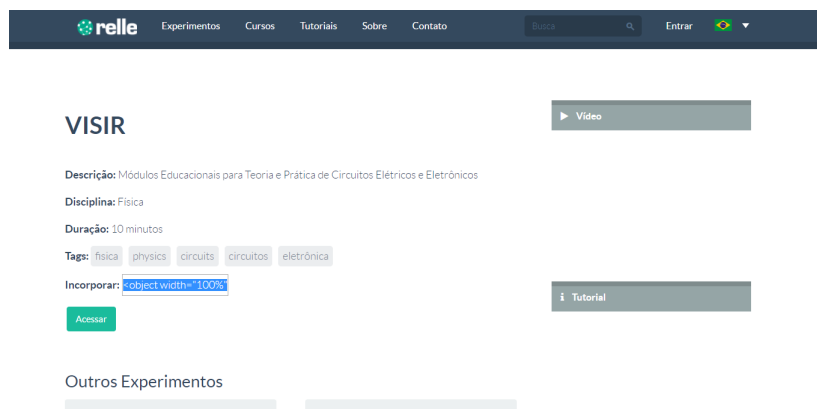 relle Experimentos Cursos Tutoriais Sobre Contato Busca Entrar
VISIR
Descrição: Módulos Educacionais para Teoria e Prática de Circuitos Elétricos e Eletrônicos
Disciplina: Física
Duração: 10 minutos
Tags: fisica physics circuits circuitos eletrônica
Incorporar: <object width="100%"
Acessar
Vídeo
Tutorial
Outros Experimentos